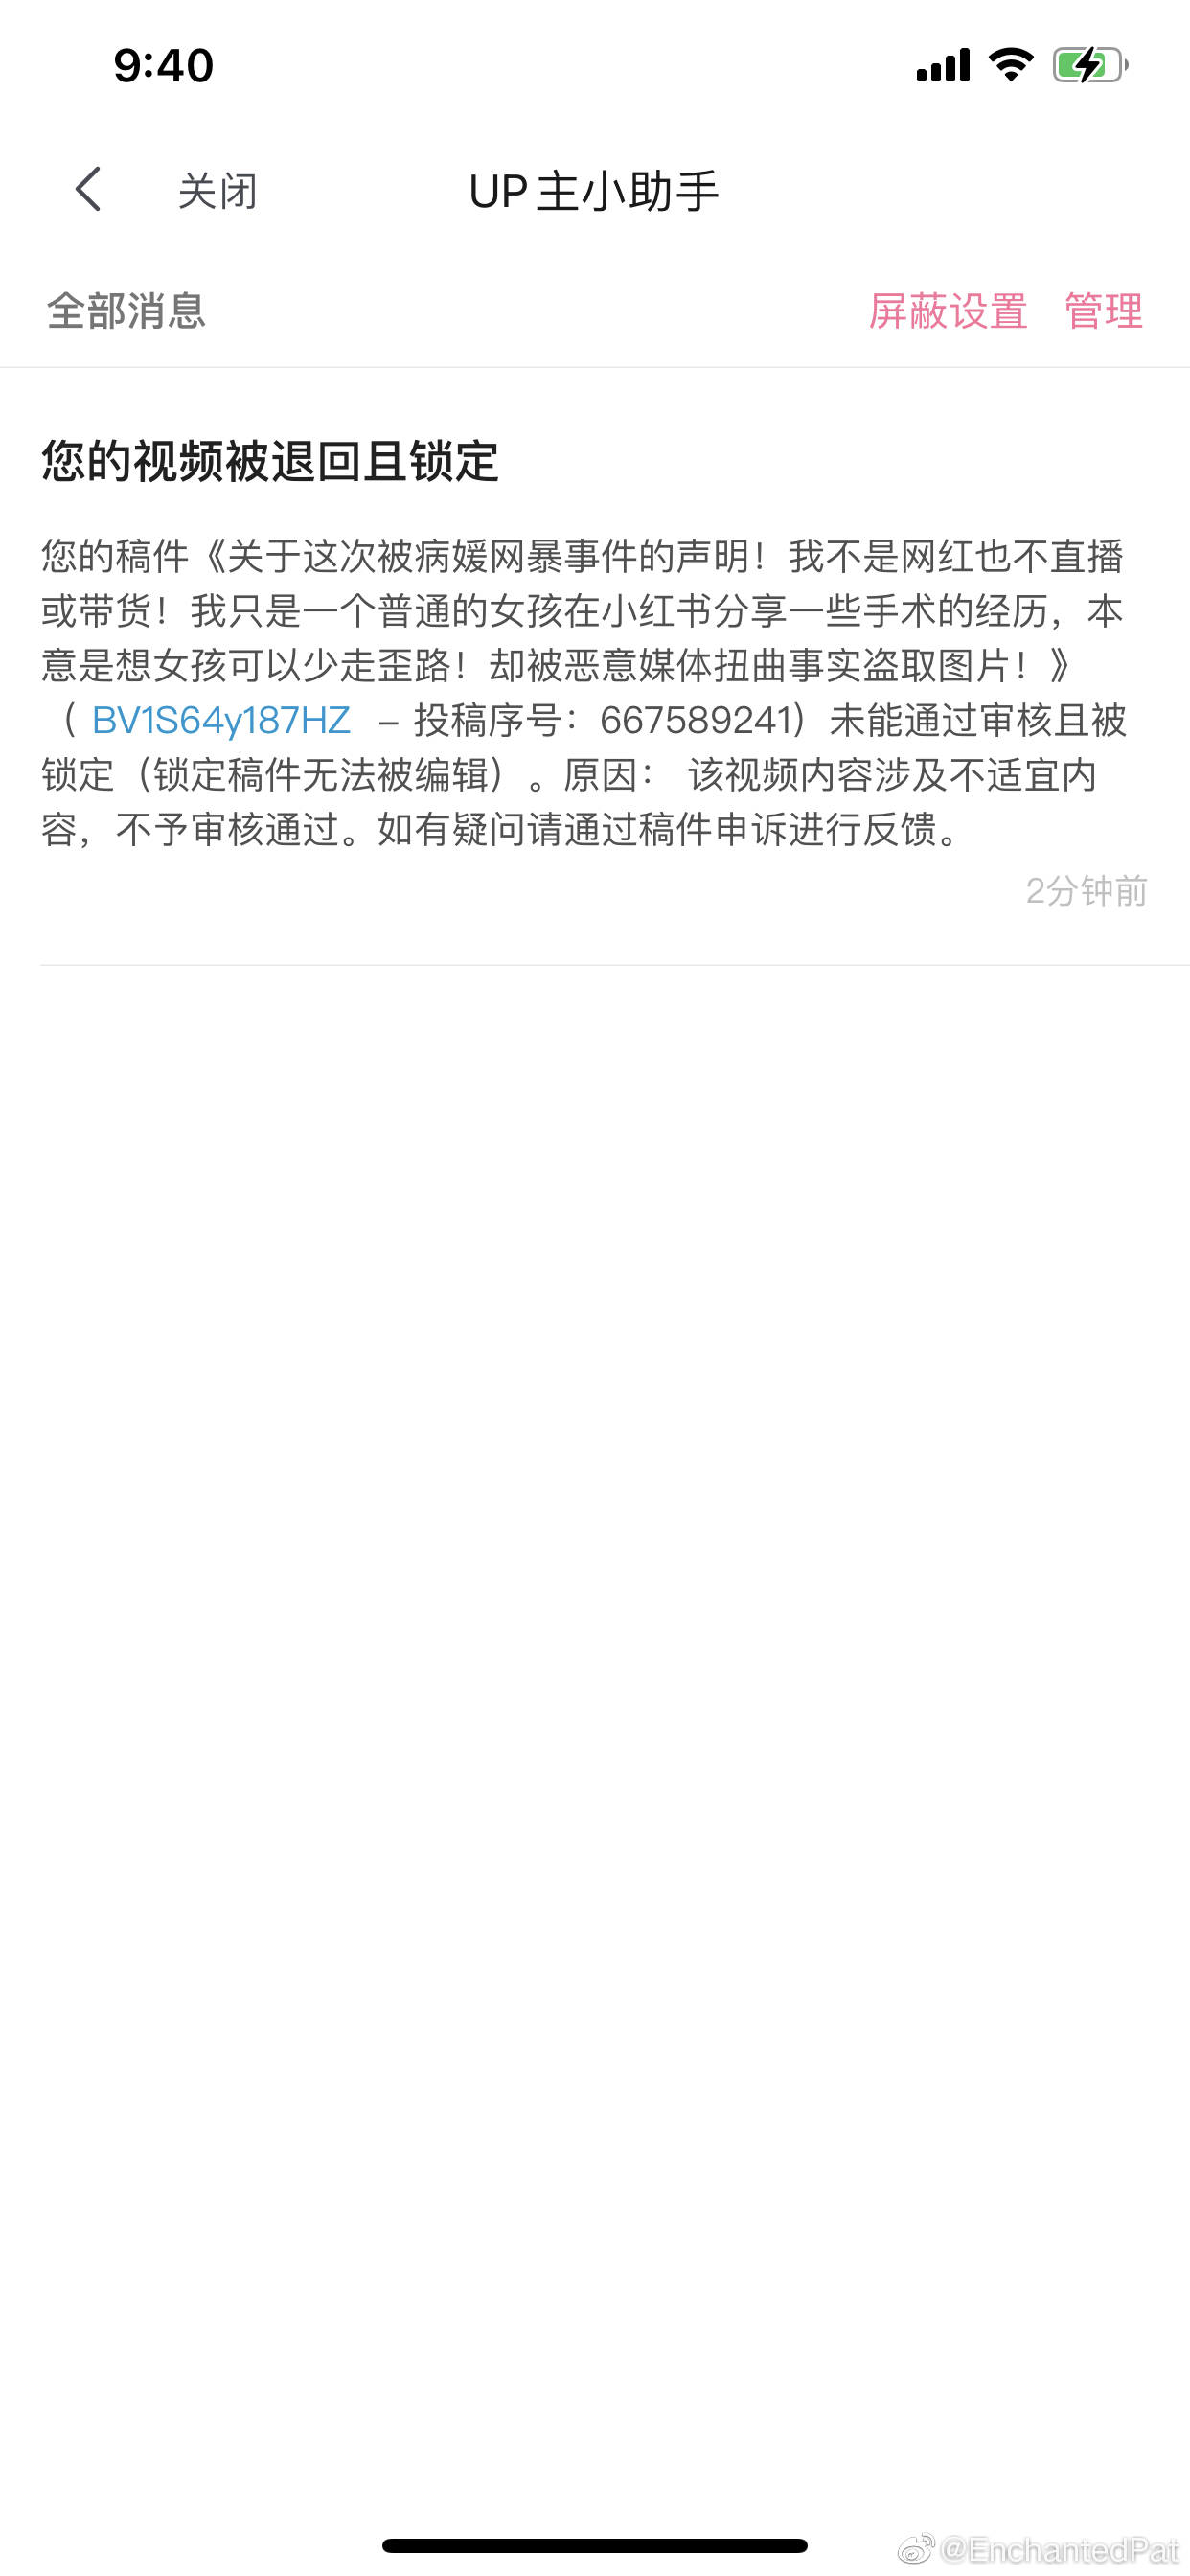 9:40
关闭 UP主小助手
全部消息 屏蔽设置 管理
您的视频被退回且锁定
您的稿件《关于这次被病媛网暴事件的声明！我不是网红也不直播
或带货！我只是一个普通的女孩在小红书分享一些手术的经历，本
意是想女孩可以少走歪路！却被恶意媒体扭曲事实盗取图片！》
（ BV1S64y187HZ – 投稿序号：667589241）未能通过审核且被
锁定（锁定稿件无法被编辑）。原因： 该视频内容涉及不适宜内
容，不予审核通过。如有疑问请通过稿件申诉进行反馈。
2分钟前
@EnchantedPat